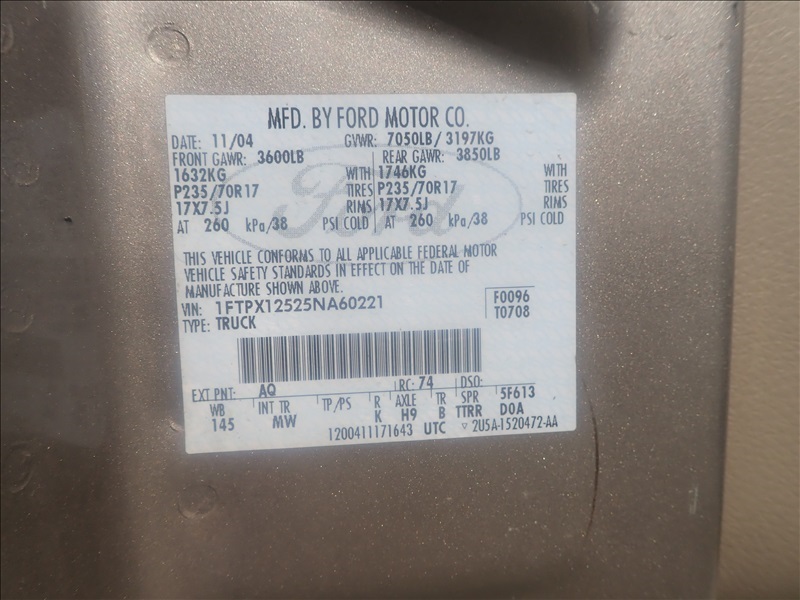 MFD. BY FORD MOTOR CO.
DATE: 11/04 GVWR: 7050LB/ 3197KG
FRONT GAWR: 3600LB REAR GAWR: 3850LB
1632KG WITH 1746KG WITH
P235/70R17 TIRES P235/70R17 TIRES
17X7.5J RIMS 17X7.5J RIMS
AT 260 kPa/38 PSI COLD AT 260 kPa/38 PSI COLD
Ford
THIS VEHICLE CONFORMS TO ALL APPLICABLE FEDERAL MOTOR
VEHICLE SAFETY STANDARDS IN EFFECT ON THE DATE OF
MANUFACTURE SHOWN ABOVE.
VIN: 1FTPX12525NA60221 F0096
TYPE: TRUCK T0708
EXT PNT: AQ RC: 74 DSO:
WB INT TR TP/PS R AXLE TR SPR 5F613
145 MW K H9 B TTRR D0A
1200411171643 UTC ▽ 2U5A-1520472-AA